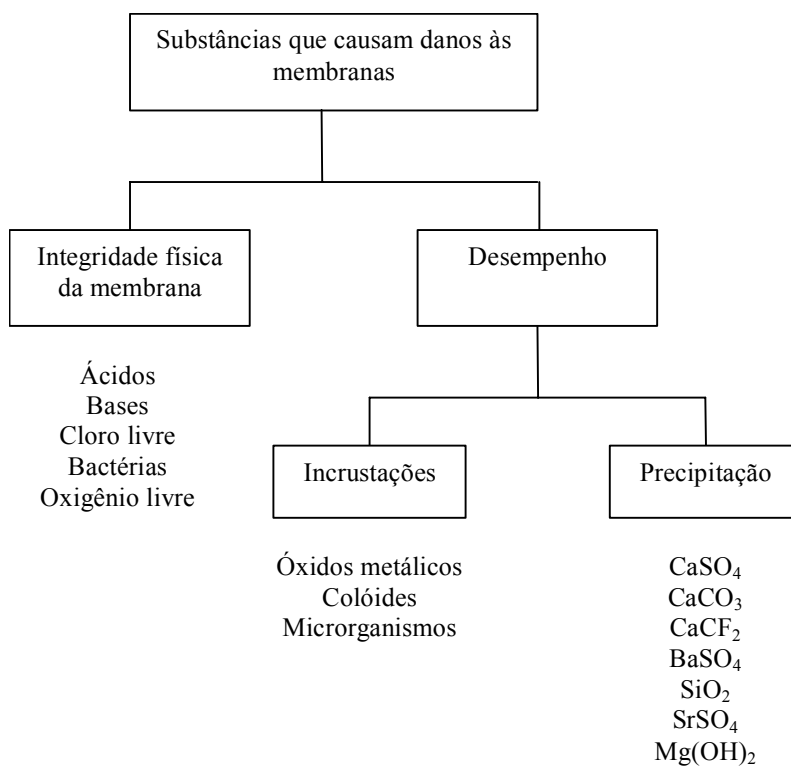 Substâncias que causam danos às
membranas
Integridade física
da membrana
Desempenho
Ácidos
Bases
Cloro livre
Bactérias
Oxigênio livre
Incrustações
Precipitação
Óxidos metálicos
Colóides
Microrganismos
CaSO₄
CaCO₃
CaCF₂
BaSO₄
SiO₂
SrSO₄
Mg(OH)₂